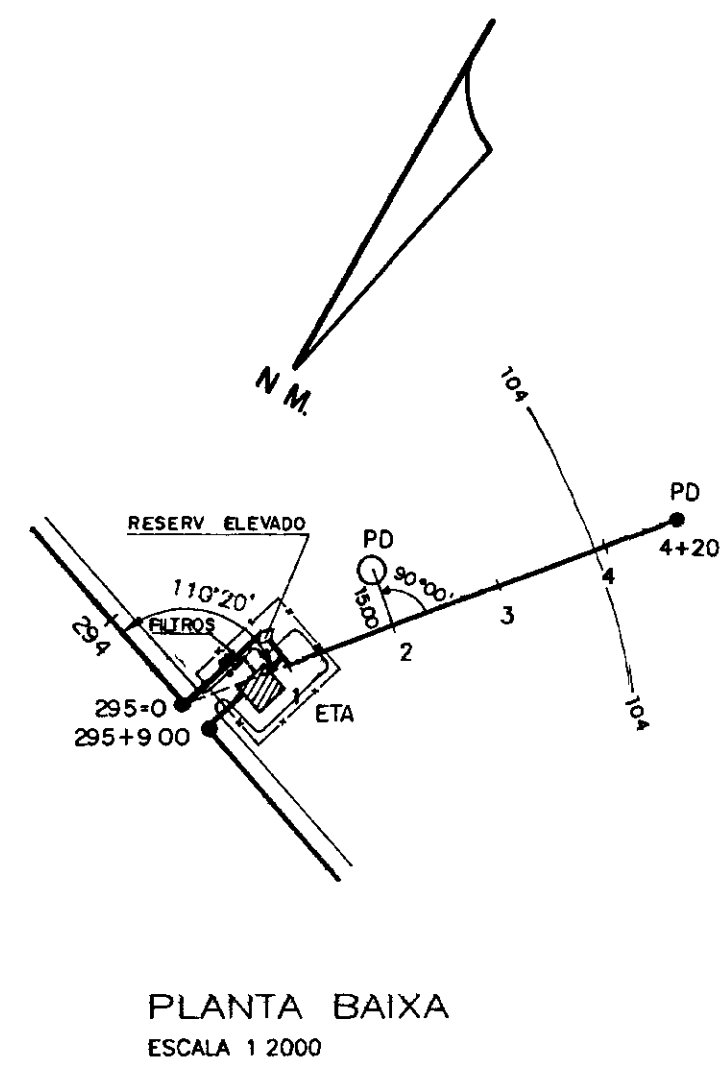 N M.
104
RESERV ELEVADO
PD
PD
4+20
90°00'
110°20'
15.00
4
3
FILTROS
294
2
1
295=0
ETA
104
295+9 00
PLANTA BAIXA
ESCALA 1 2000